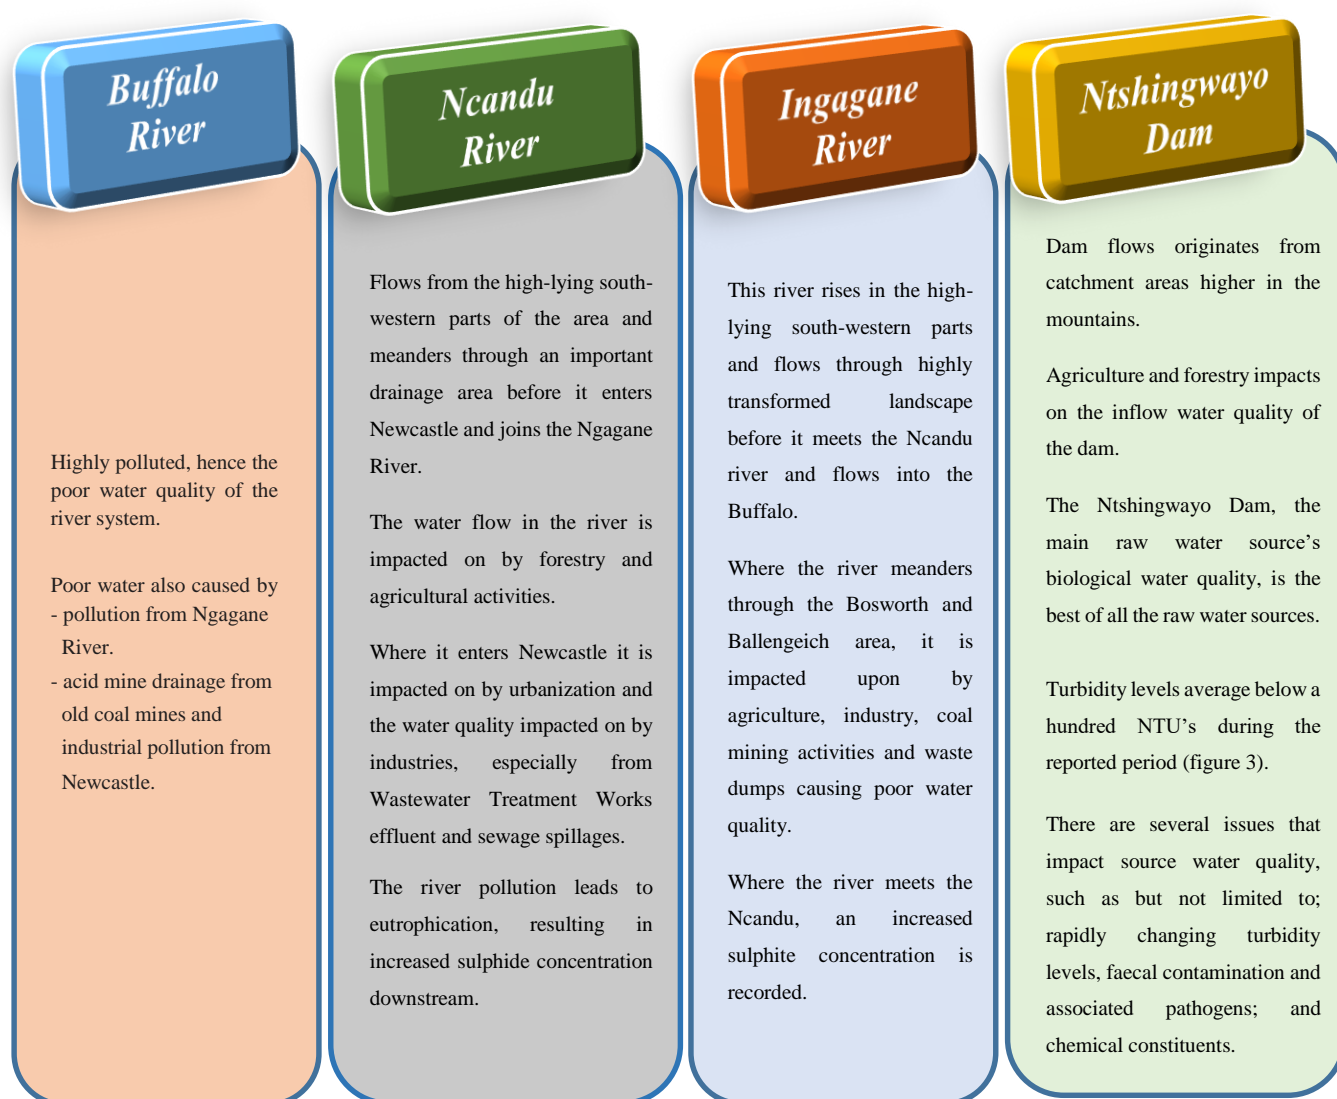 Buffalo
River
Highly polluted, hence the
poor water quality of the
river system.
Poor water also caused by
- pollution from Ngagane
River.
- acid mine drainage from
old coal mines and
industrial pollution from
Newcastle.
Ncandu
River
Flows from the high-lying south-
western parts of the area and
meanders through an important
drainage area before it enters
Newcastle and joins the Ngagane
River.
The water flow in the river is
impacted on by forestry and
agricultural activities.
Where it enters Newcastle it is
impacted on by urbanization and
the water quality impacted on by
industries, especially from
Wastewater Treatment Works
effluent and sewage spillages.
The river pollution leads to
eutrophication, resulting in
increased sulphide concentration
downstream.
Ingagane
River
This river rises in the high-
lying south-western parts
and flows through highly
transformed landscape
before it meets the Ncandu
river and flows into the
Buffalo.
Where the river meanders
through the Bosworth and
Ballengeich area, it is
impacted upon by
agriculture, industry, coal
mining activities and waste
dumps causing poor water
quality.
Where the river meets the
Ncandu, an increased
sulphite concentration is
recorded.
Ntshingwayo
Dam
Dam flows originates from
catchment areas higher in the
mountains.
Agriculture and forestry impacts
on the inflow water quality of
the dam.
The Ntshingwayo Dam, the
main raw water source's
biological water quality, is the
best of all the raw water sources.
Turbidity levels average below a
hundred NTU's during the
reported period (figure 3).
There are several issues that
impact source water quality,
such as but not limited to;
rapidly changing turbidity
levels, faecal contamination and
associated pathogens; and
chemical constituents.